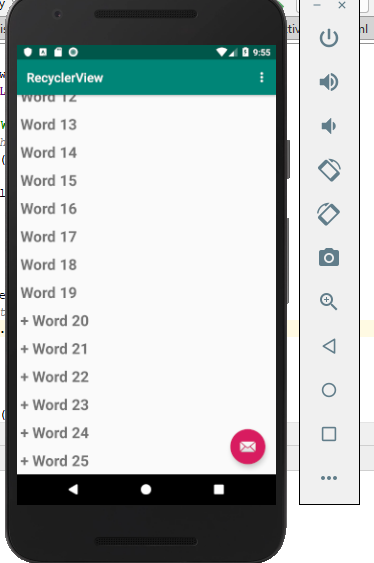 9:55
RecyclerView
Word 12
Word 13
Word 14
Word 15
Word 16
Word 17
Word 18
Word 19
+ Word 20
+ Word 21
+ Word 22
+ Word 23
+ Word 24
+ Word 25